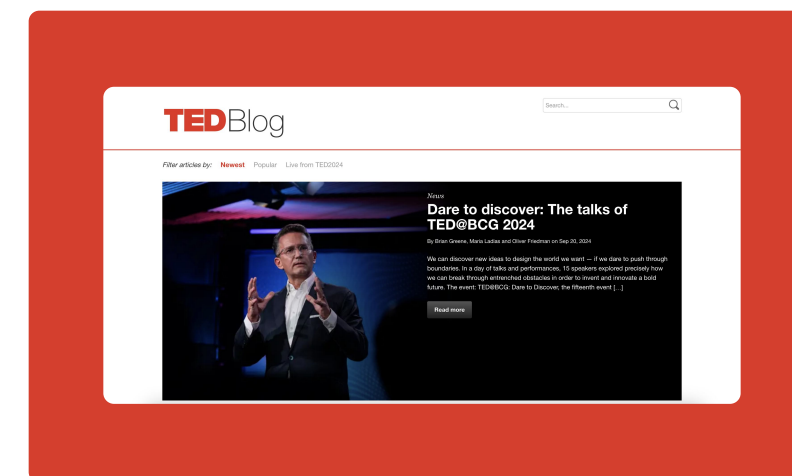 TEDBlog
Search...
Filter articles by: Newest Popular Live from TED2024
News
Dare to discover: The talks of
TED@BCG 2024
By Brian Greene, Maria Ladias and Oliver Friedman on Sep 20, 2024
We can discover new ideas to design the world we want — if we dare to push through
boundaries. In a day of talks and performances, 15 speakers explored precisely how
we can break through entrenched obstacles in order to invent and innovate a bold
future. The event: TED@BCG: Dare to Discover, the fifteenth event […]
Read more